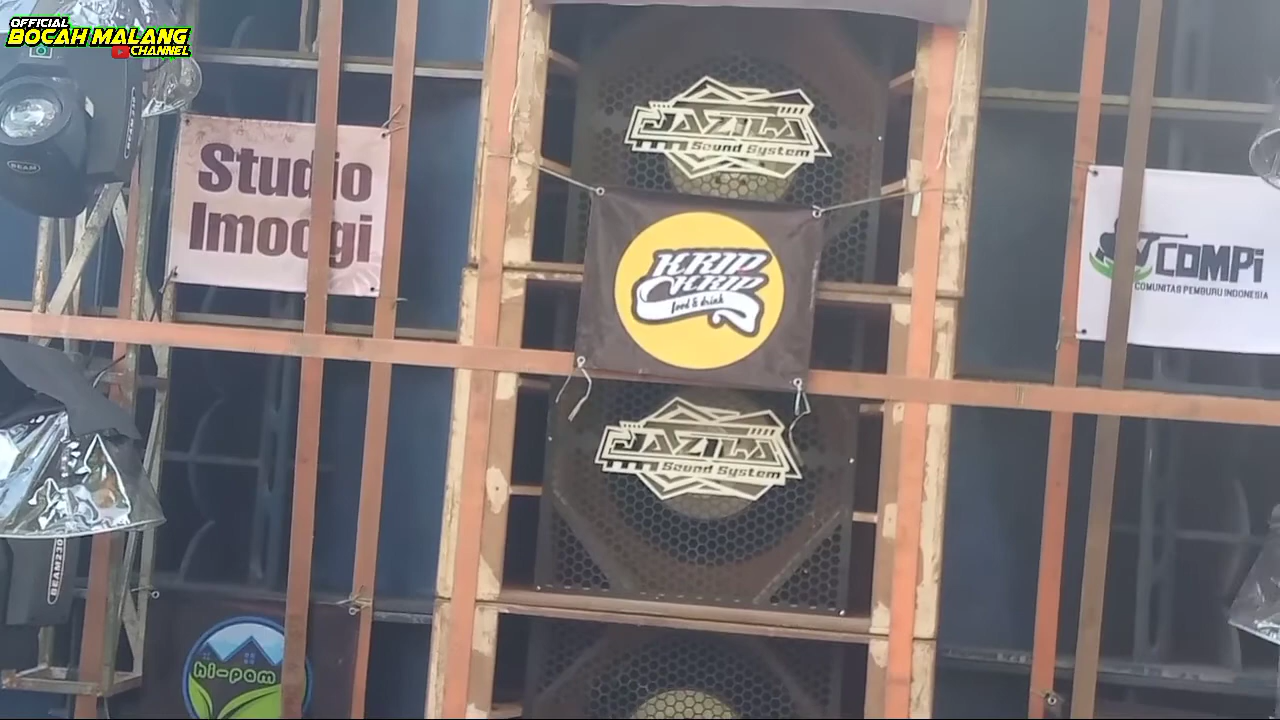 OFFICIAL
BOCAH MALANG
CHANNEL
BEAM
Studio
Imoogi
JAZILA
Sound System
KRIP
KRIP
food & drink
COMPi
COMUNITAS PEMBURU INDONESIA
JAZILA
Sound System
BEAM230
hi-pam